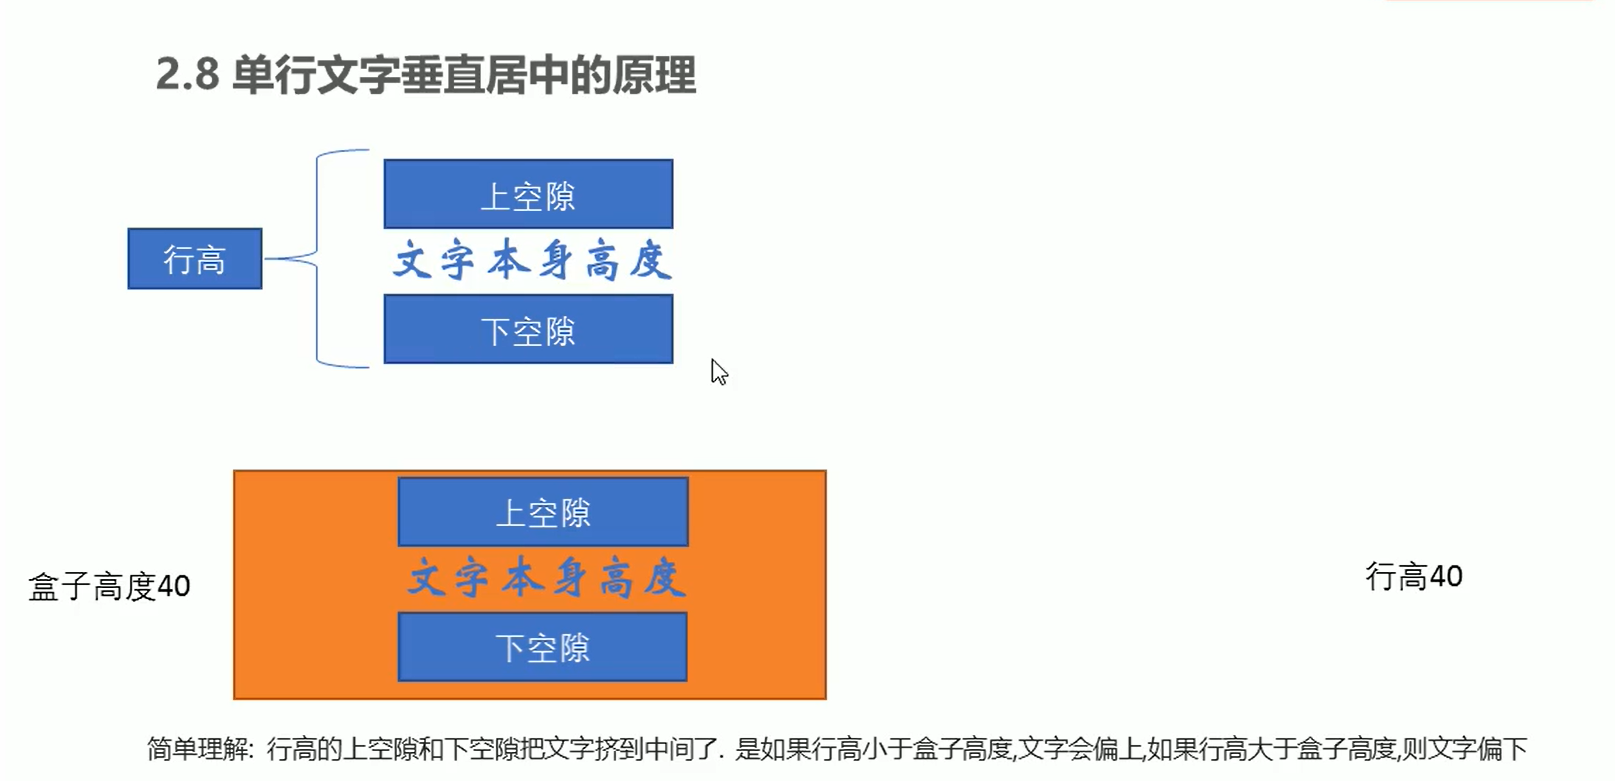 2.8 单行文字垂直居中的原理
上空隙
行高
文字本身高度
下空隙
上空隙
盒子高度40
文字本身高度
行高40
下空隙
简单理解: 行高的上空隙和下空隙把文字挤到中间了. 是如果行高小于盒子高度,文字会偏上,如果行高大于盒子高度,则文字偏下